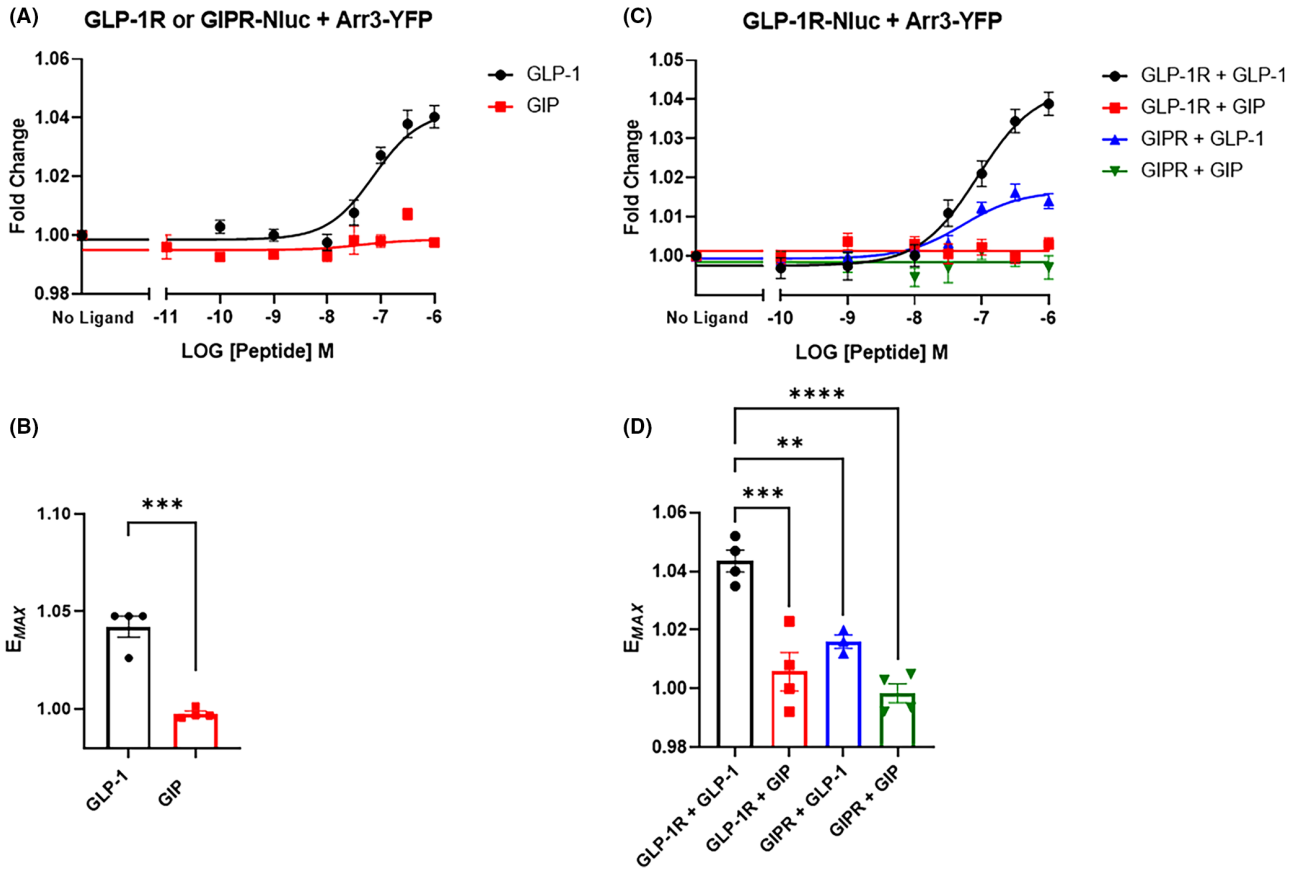 (A)
GLP-1R or GIPR-Nluc + Arr3-YFP
1.06
1.04
1.02
1.00
0.98
Fold Change
No Ligand
-11
-10
-9
-8
-7
-6
LOG [Peptide] M
GLP-1
GIP
(C)
GLP-1R-Nluc + Arr3-YFP
1.05
1.04
1.03
1.02
1.01
1.00
Fold Change
No Ligand
-10
-9
-8
-7
-6
LOG [Peptide] M
GLP-1R + GLP-1
GLP-1R + GIP
GIPR + GLP-1
GIPR + GIP
(B)
***
1.10
1.05
1.00
EMAX
GLP-1
GIP
(D)
****
**
***
1.06
1.04
1.02
1.00
0.98
EMAX
GLP-1R + GLP-1
GLP-1R + GIP
GIPR + GLP-1
GIPR + GIP